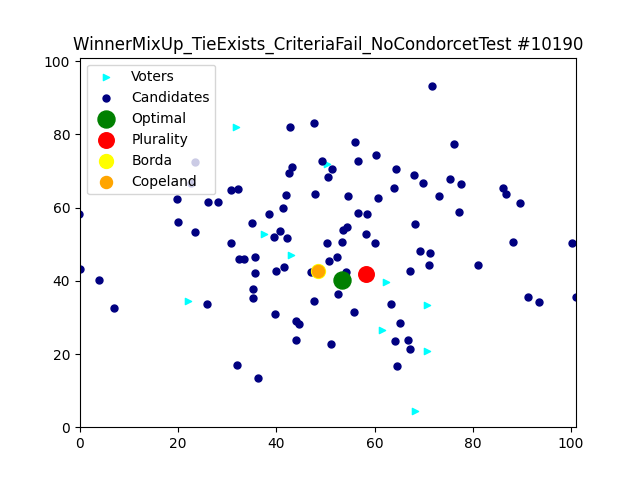 WinnerMixUp_TieExists_CriteriaFail_NoCondorcetTest #10190
100
80
60
40
20
0
Voters
Candidates
Optimal
Plurality
Borda
Copeland
0 20 40 60 80 100